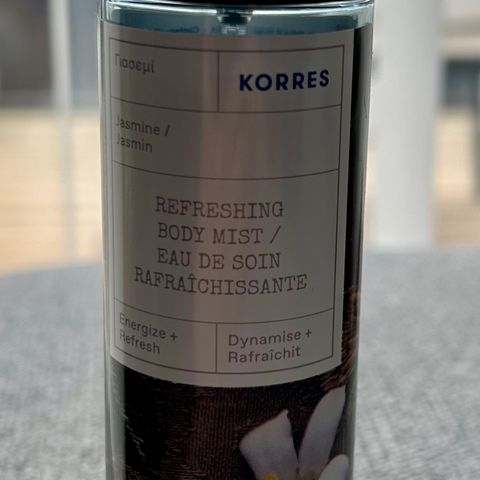 Γιασεμί
KORRES
Jasmine /
Jasmin
REFRESHING
BODY MIST /
EAU DE SOIN
RAFRAÎCHISSANTE
Energize +
Refresh
Dynamise +
Rafraîchit